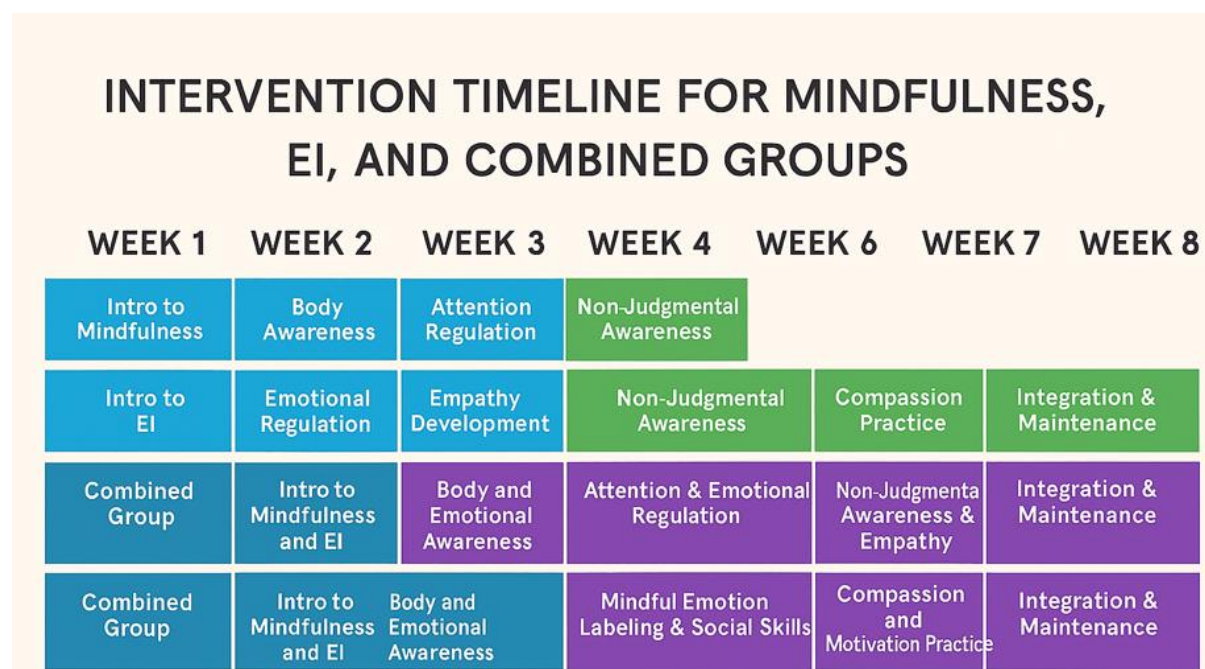 INTERVENTION TIMELINE FOR MINDFULNESS,
EI, AND COMBINED GROUPS
WEEK 1 WEEK 2 WEEK 3 WEEK 4 WEEK 6 WEEK 7 WEEK 8
Intro to
Mindfulness
Body
Awareness
Attention
Regulation
Non-Judgmental
Awareness
Intro to
EI
Emotional
Regulation
Empathy
Development
Non-Judgmental
Awareness
Compassion
Practice
Integration &
Maintenance
Combined
Group
Intro to
Mindfulness
and EI
Body and
Emotional
Awareness
Attention & Emotional
Regulation
Non-Judgmenta
Awareness &
Empathy
Integration &
Maintenance
Combined
Group
Intro to
Mindfulness
and EI
Body and
Emotional
Awareness
Mindful Emotion
Labeling & Social Skills
Compassion
and
Motivation Practice
Integration &
Maintenance